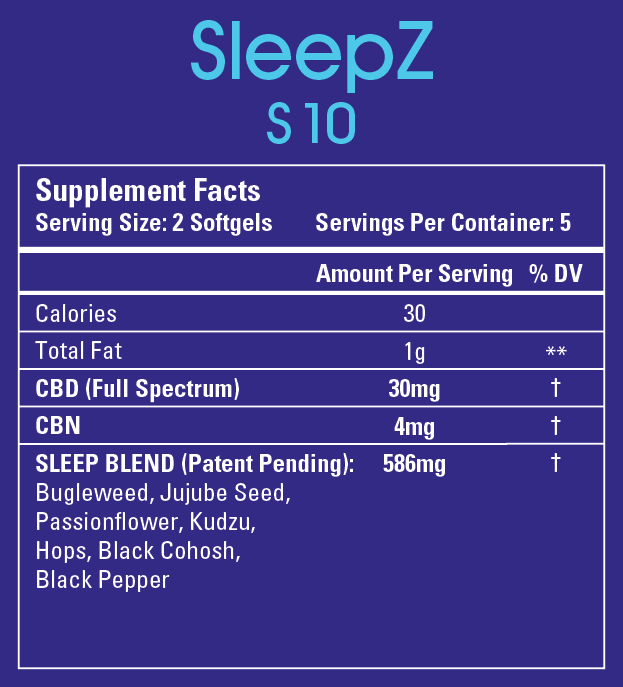 SleepZ
S 10
Supplement Facts
Serving Size: 2 Softgels Servings Per Container: 5
Amount Per Serving % DV
Calories 30
Total Fat 1g **
CBD (Full Spectrum) 30mg †
CBN 4mg †
SLEEP BLEND (Patent Pending): 586mg †
Bugleweed, Jujube Seed,
Passionflower, Kudzu,
Hops, Black Cohosh,
Black Pepper